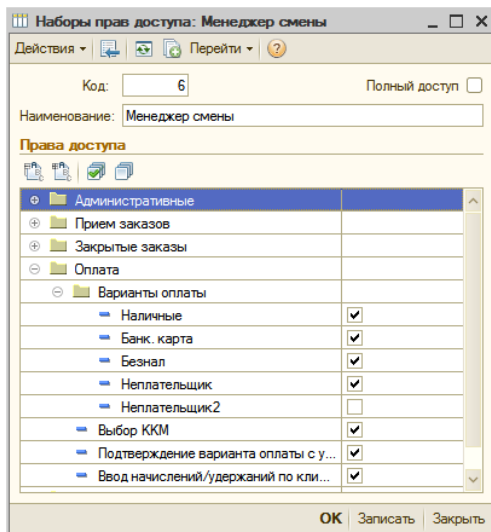 Наборы прав доступа: Менеджер смены
Действия Перейти
Код: 6 Полный доступ
Наименование: Менеджер смены
Права доступа
Административные
Прием заказов
Закрытые заказы
Оплата
Варианты оплаты
Наличные
Банк. карта
Безнал
Неплательщик
Неплательщик2
Выбор ККМ
Подтверждение варианта оплаты с у...
Ввод начислений/удержаний по кли...
ОК Записать Закрыть